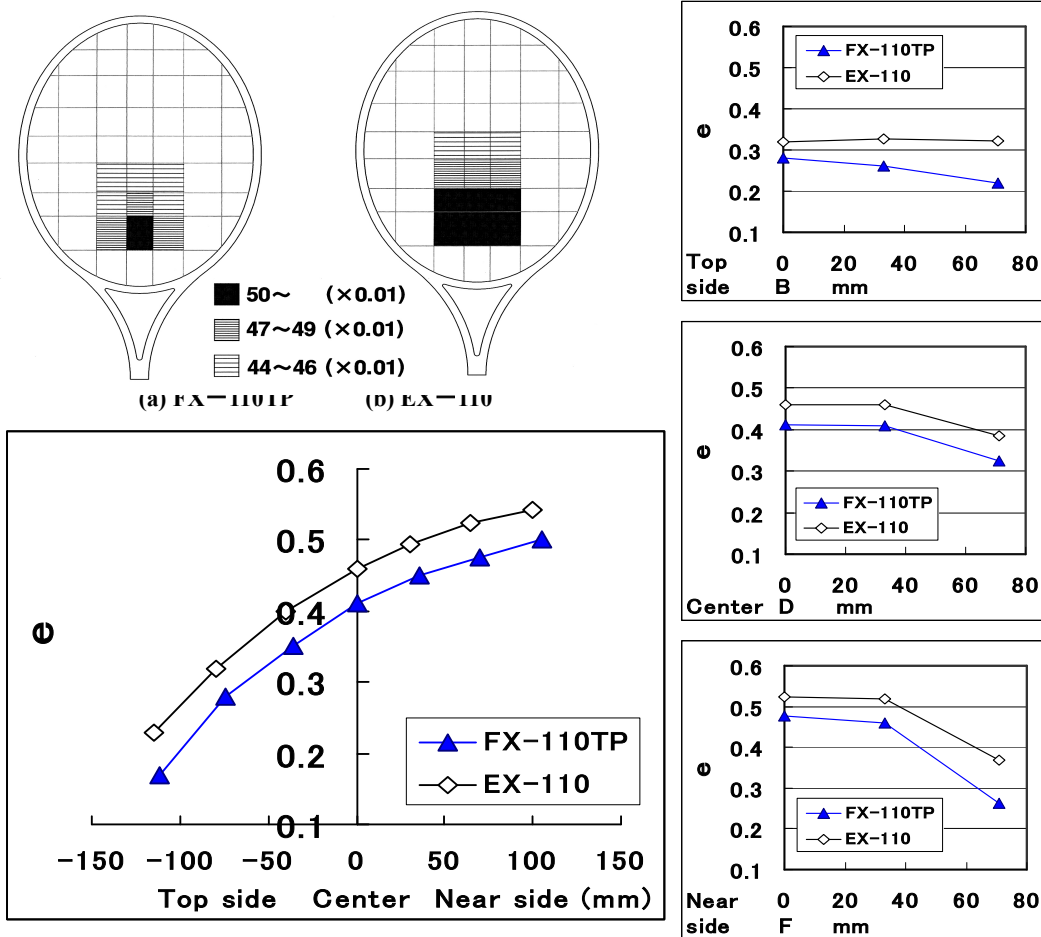 50～ (×0.01)
47～49 (×0.01)
44～46 (×0.01)
(a) FX－110TP
(b) EX－110
0.6
0.5
0.4
0.3
0.2
0.1
e
FX-110TP
EX-110
-150 -100 -50 0 50 100 150
Top side Center Near side (mm)
0.6
0.5
0.4
0.3
0.2
0.1
e
FX-110TP
EX-110
0 20 40 60 80
Top side B mm
0.6
0.5
0.4
0.3
0.2
0.1
e
FX-110TP
EX-110
0 20 40 60 80
Center D mm
0.6
0.5
0.4
0.3
0.2
0.1
e
FX-110TP
EX-110
0 20 40 60 80
Near side F mm